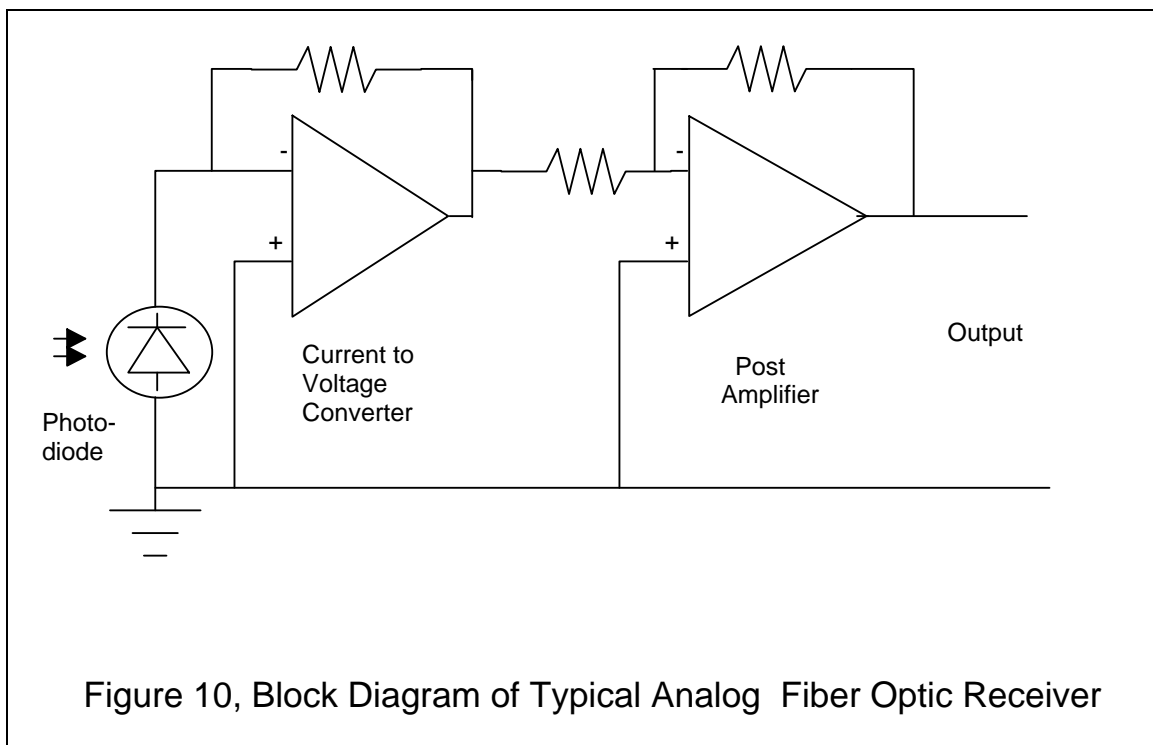 -
+
-
+
Current to
Voltage
Converter
Post
Amplifier
Output
Photo-
diode
Figure 10, Block Diagram of Typical Analog  Fiber Optic Receiver